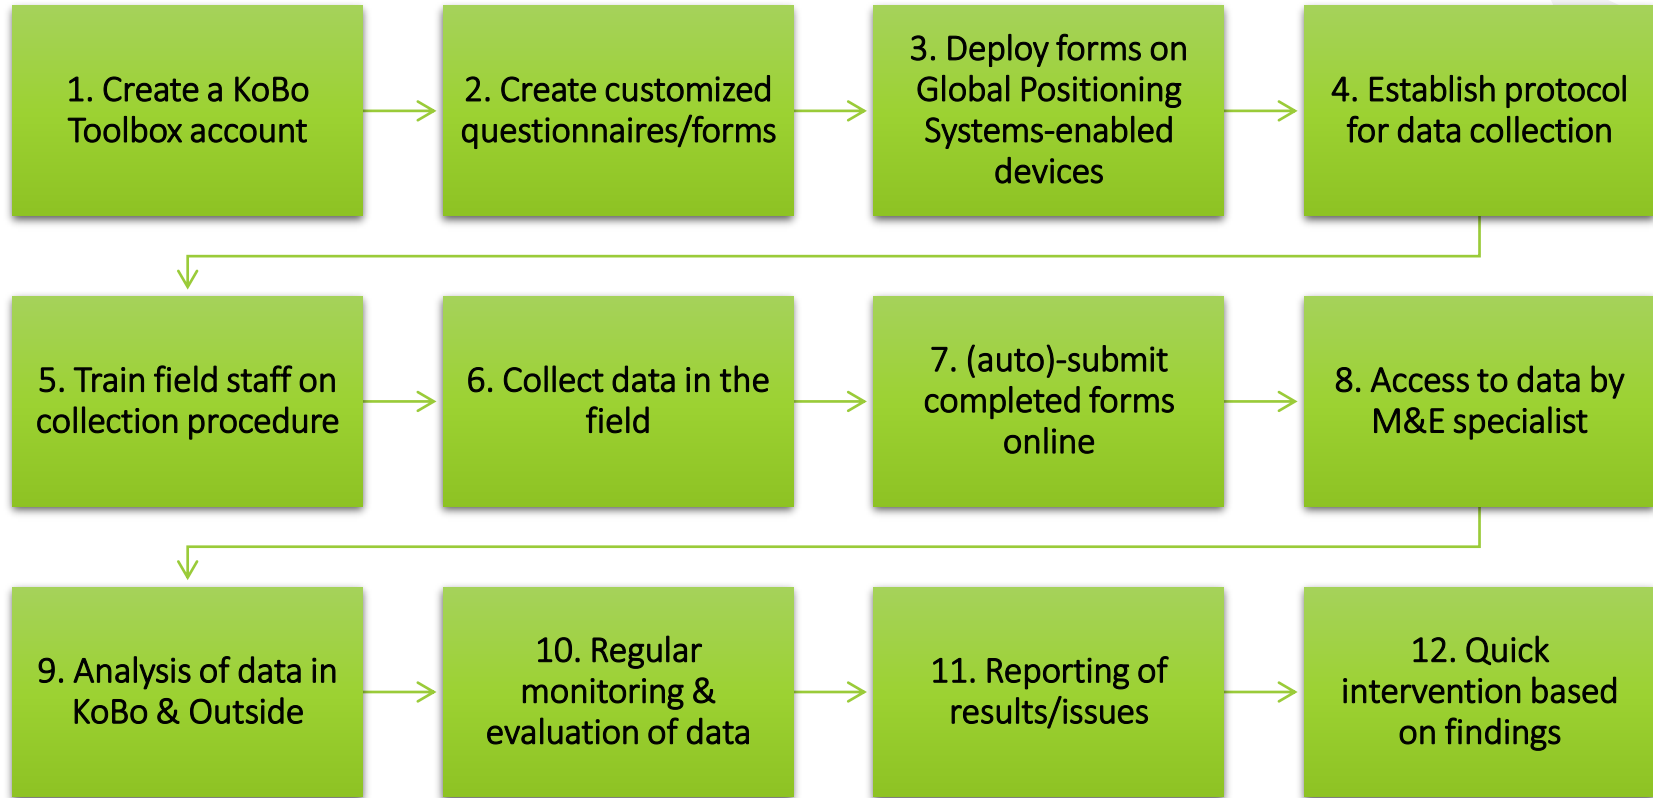 1. Create a KoBo
Toolbox account
2. Create customized
questionnaires/forms
3. Deploy forms on
Global Positioning
Systems-enabled
devices
4. Establish protocol
for data collection
5. Train field staff on
collection procedure
6. Collect data in the
field
7. (auto)-submit
completed forms
online
8. Access to data by
M&E specialist
9. Analysis of data in
KoBo & Outside
10. Regular
monitoring &
evaluation of data
11. Reporting of
results/issues
12. Quick
intervention based
on findings